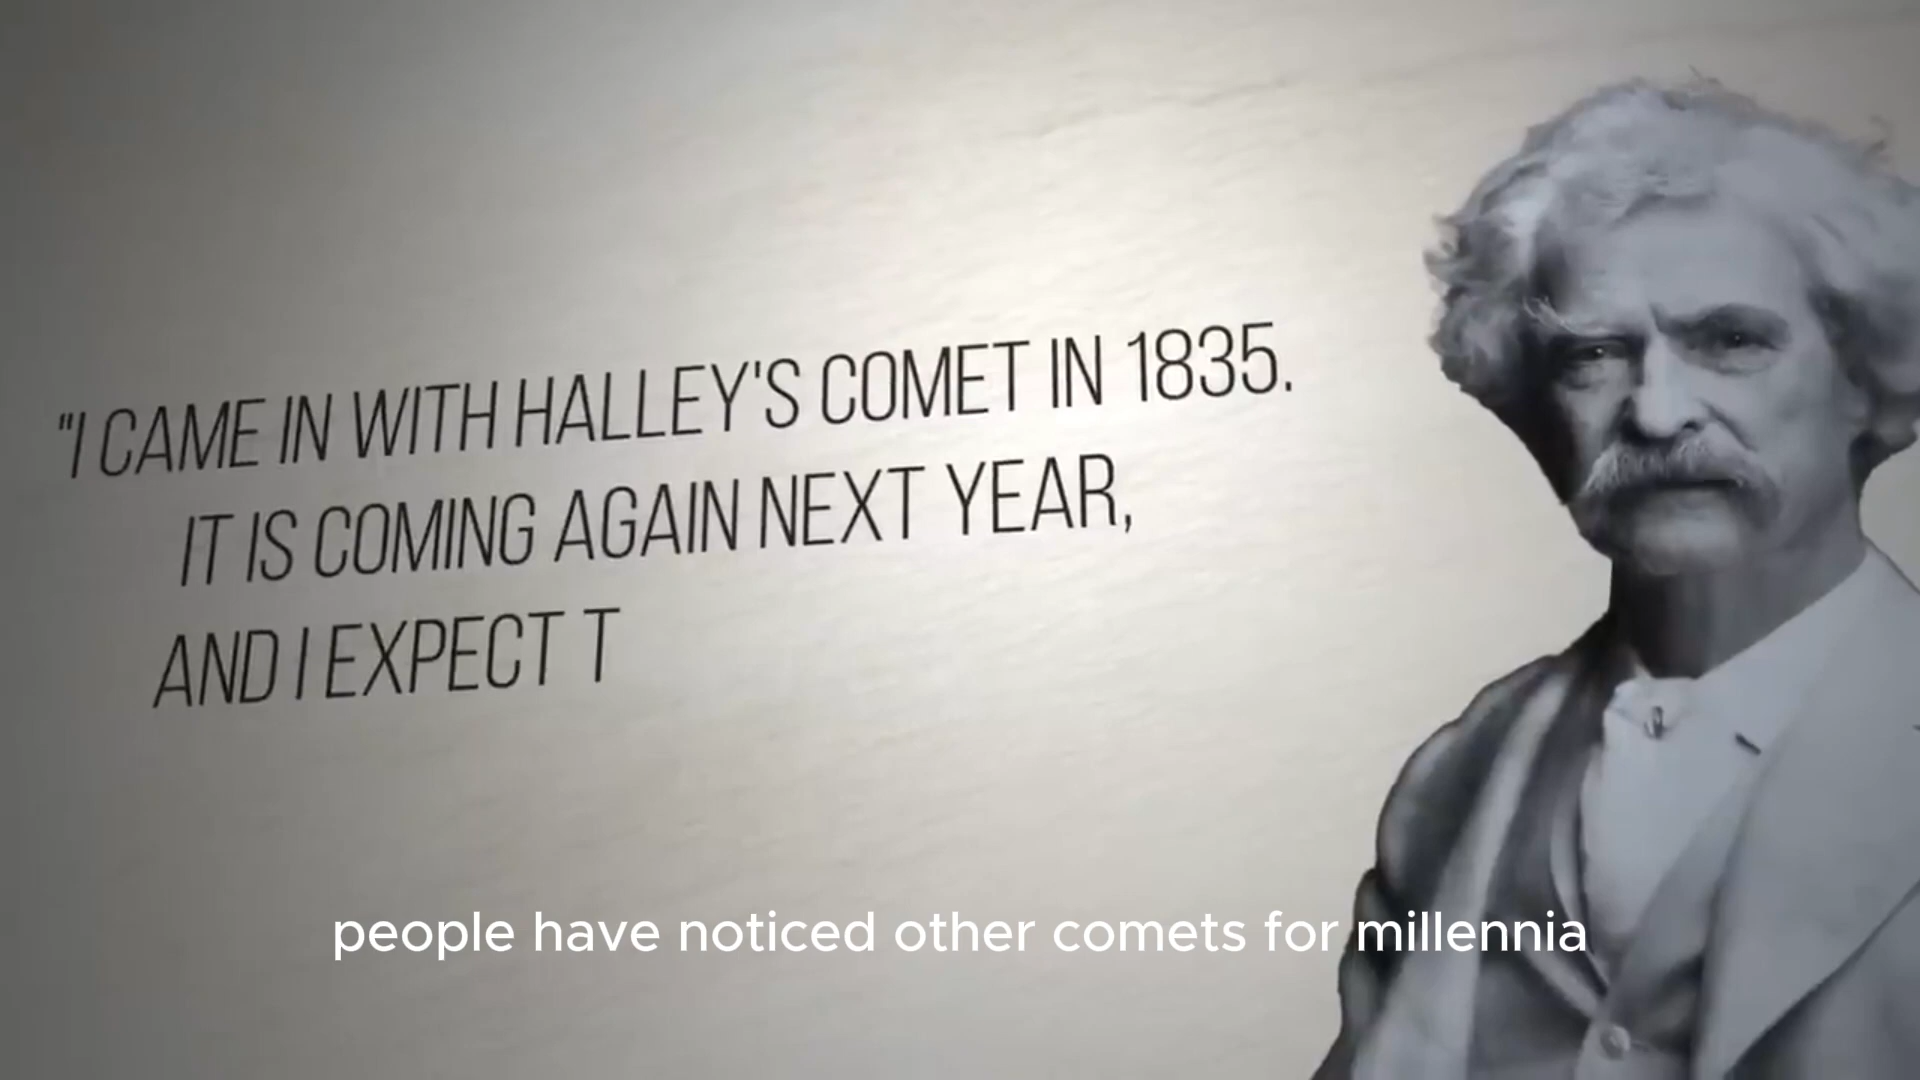 "I CAME IN WITH HALLEY'S COMET IN 1835.
IT IS COMING AGAIN NEXT YEAR,
AND I EXPECT T
people have noticed other comets for millennia